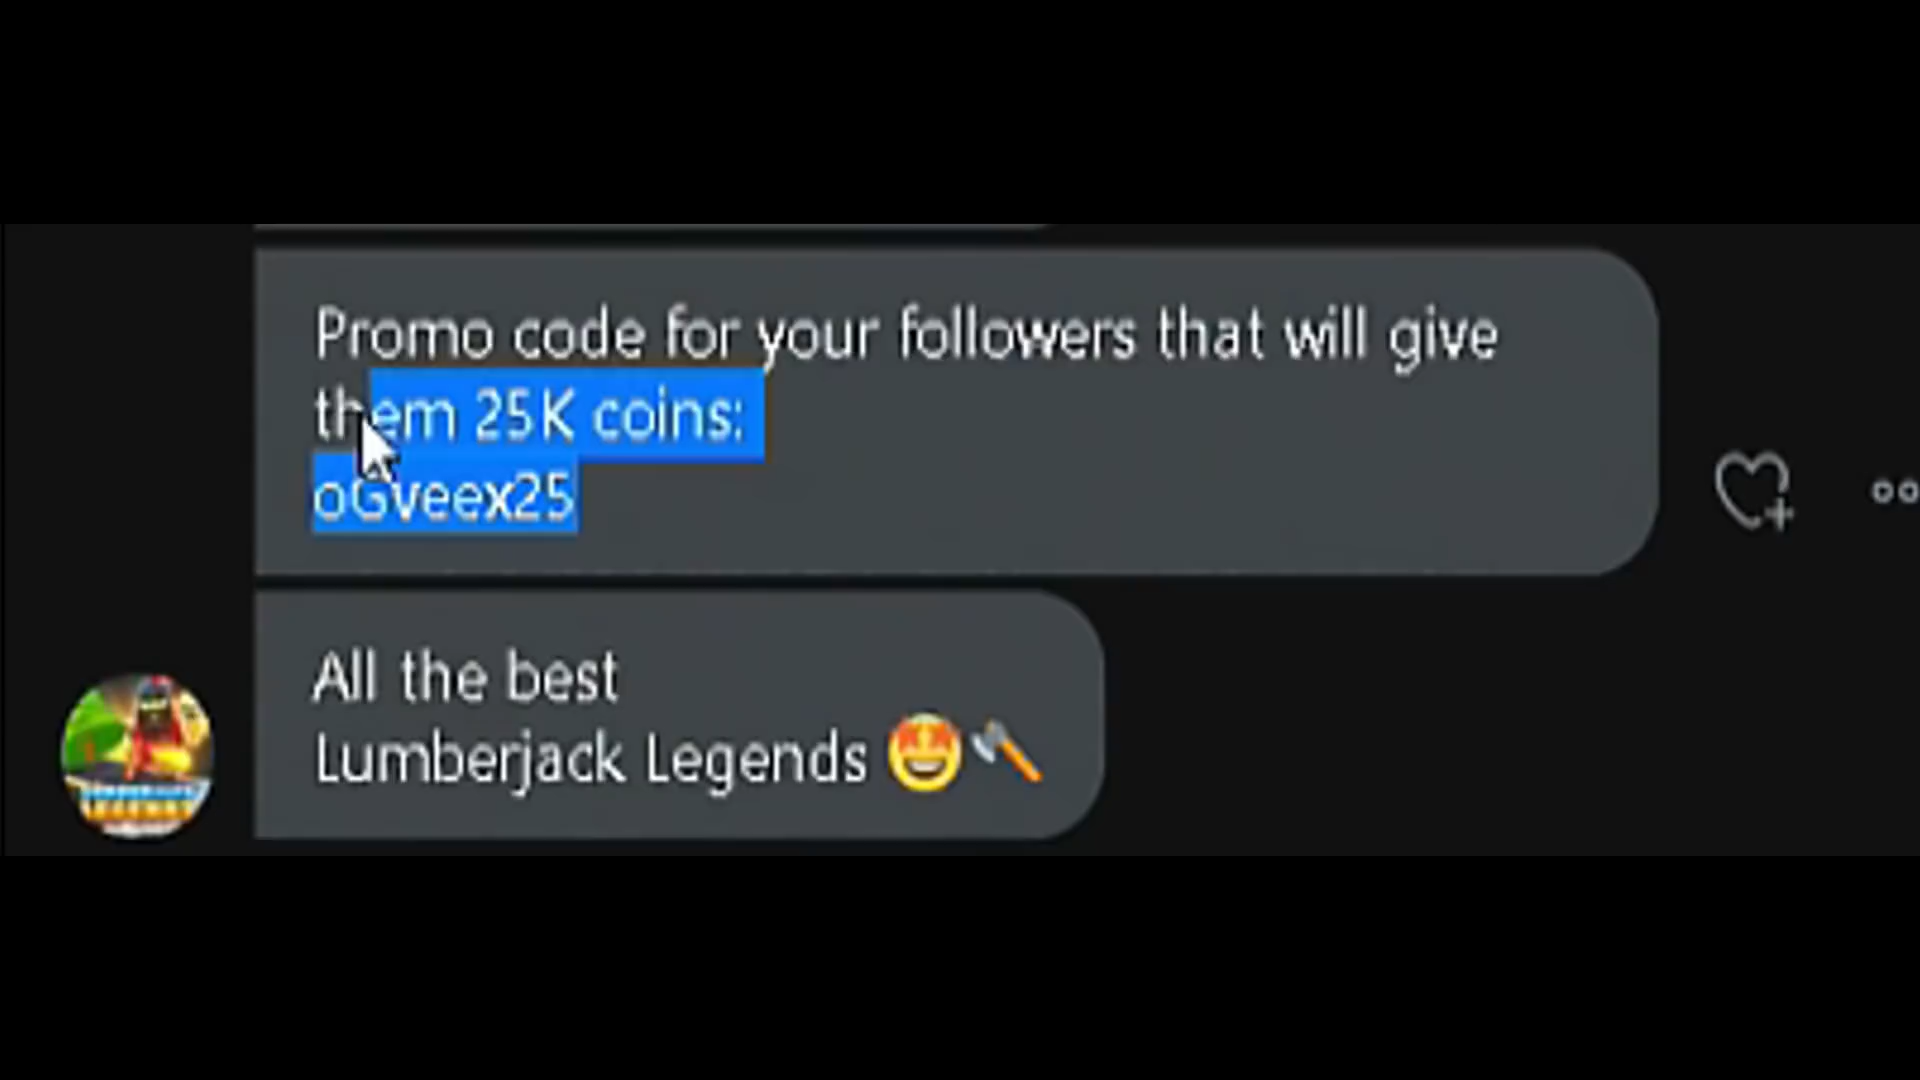 Promo code for your followers that will give
them 25K coins:
oGveex25
All the best
Lumberjack Legends 🤩🪓